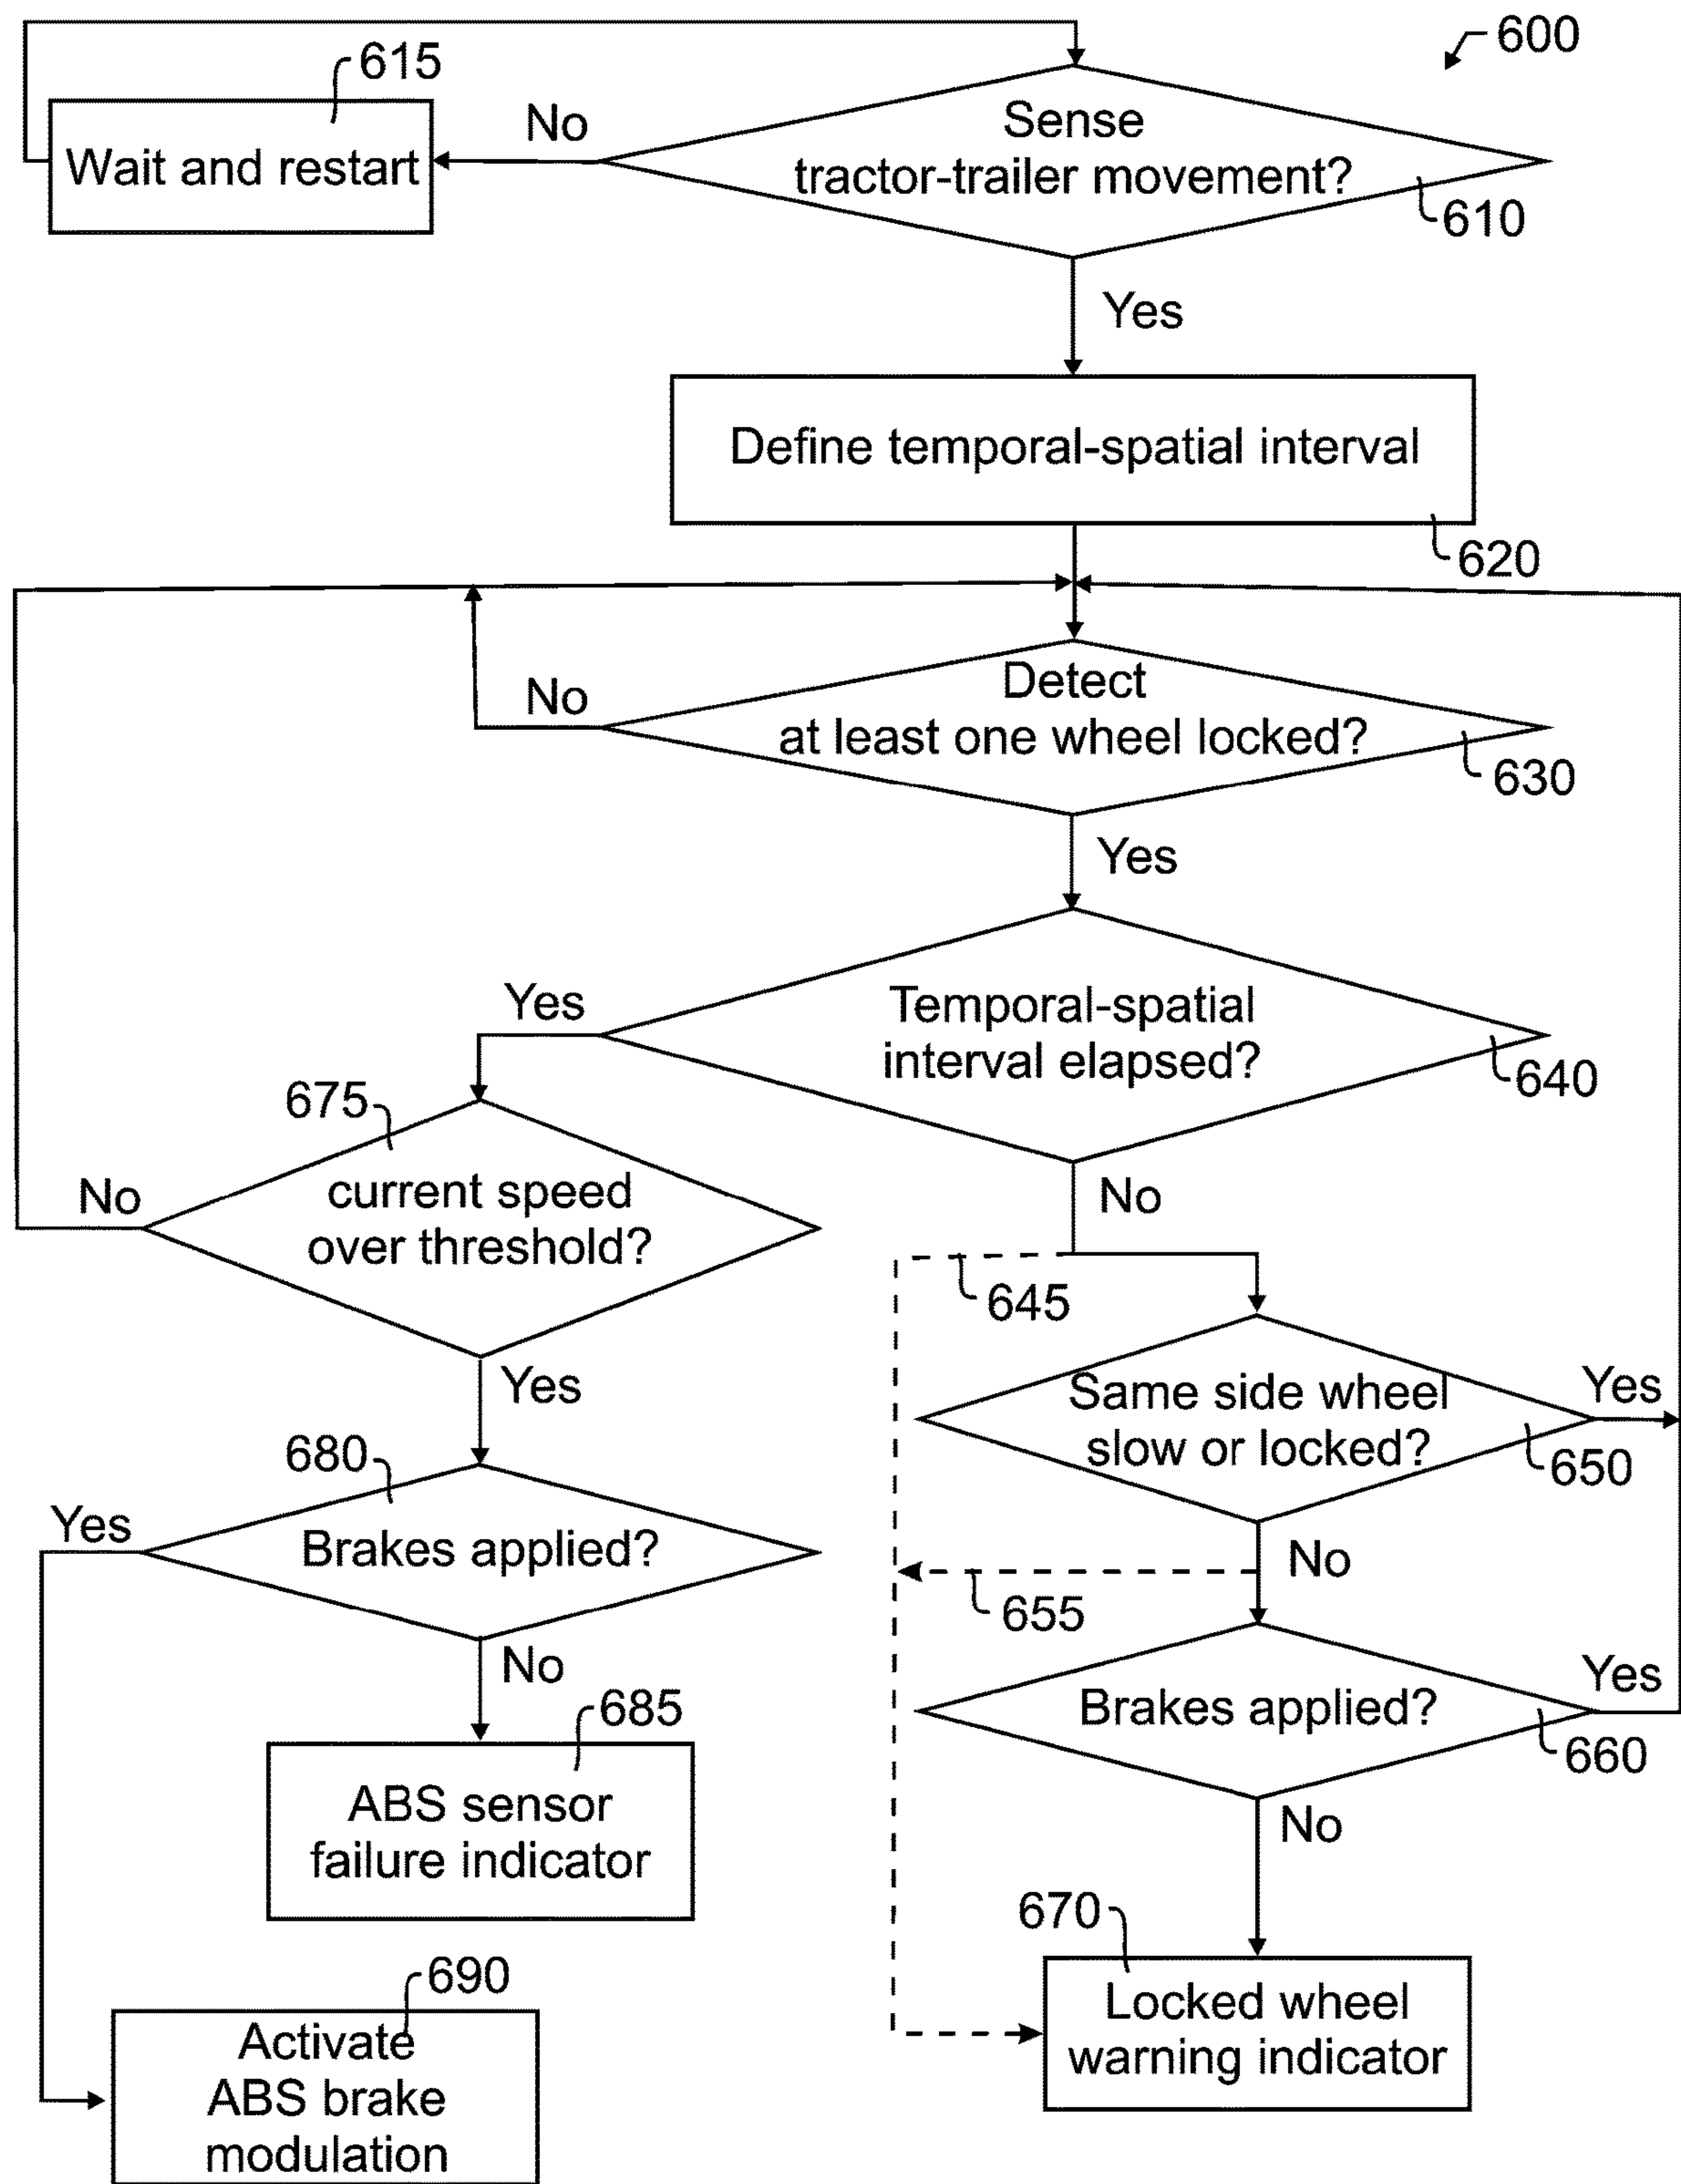 600
615
No
Sense
tractor-trailer movement?
Wait and restart
610
Yes
Define temporal-spatial interval
620
No
Detect
at least one wheel locked?
630
Yes
Yes
Temporal-spatial
interval elapsed?
640
675
No
current speed
over threshold?
No
645
Yes
Same side wheel
slow or locked?
Yes
650
680
Yes
Brakes applied?
No
655
No
Brakes applied?
Yes
660
685
ABS sensor
failure indicator
No
670
Locked wheel
warning indicator
690
Activate
ABS brake
modulation